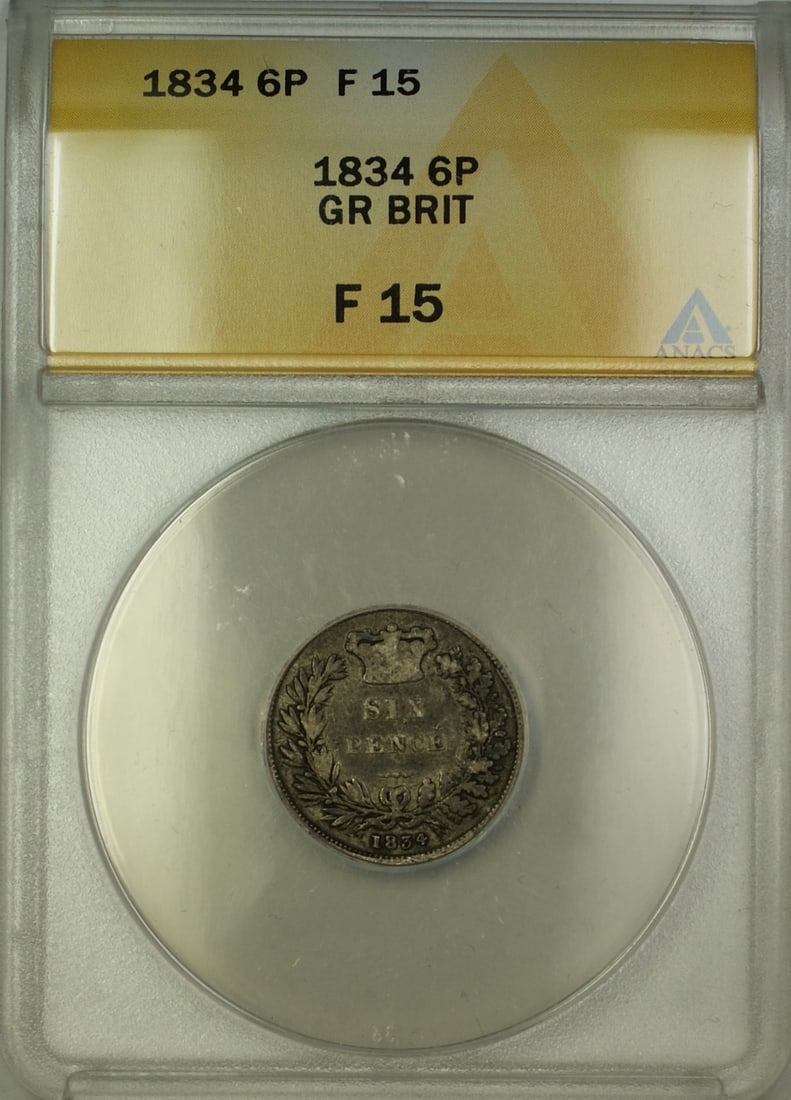 1834 6P F 15
1834 6P
GR BRIT
F 15
ANACS
SIX
PENCE
1834